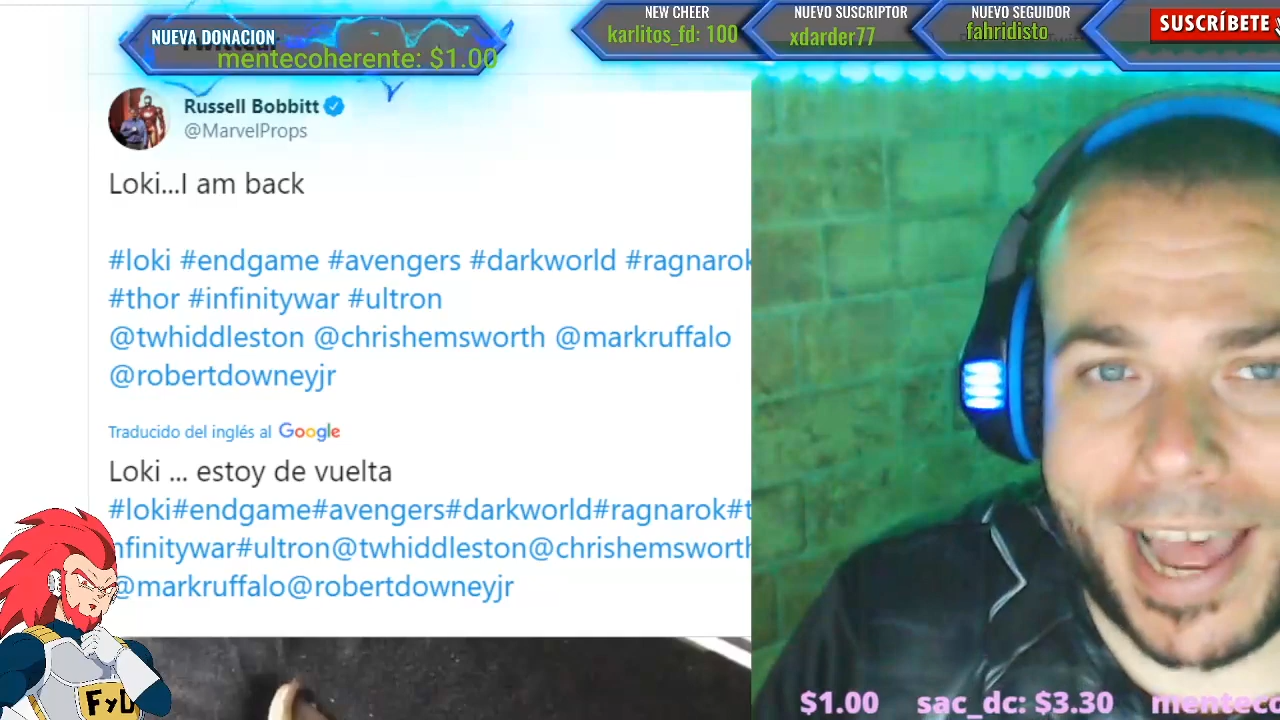 NUEVA DONACION
mentecoherente: $1.00
NEW CHEER
karlitos_fd: 100
NUEVO SUSCRIPTOR
xdarder77
NUEVO SEGUIDOR
fahridisto
SUSCRÍBETE
Russell Bobbitt
@MarvelProps
Loki...I am back
#loki #endgame #avengers #darkworld #ragnarok
#thor #infinitywar #ultron
@twhiddleston @chrishemsworth @markruffalo
@robertdowneyjr
Traducido del inglés al Google
Loki ... estoy de vuelta
#loki#endgame#avengers#darkworld#ragnarok#t
nfinitywar#ultron@twhiddleston@chrishemsworth
@markruffalo@robertdowneyjr
FyD
$1.00 sac_dc: $3.30 menteco